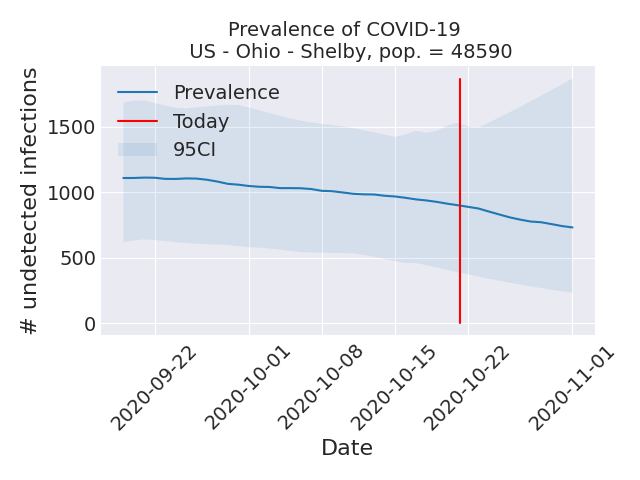 Prevalence of COVID-19
US - Ohio - Shelby, pop. = 48590
# undetected infections
1500
1000
500
0
Prevalence
Today
95CI
2020-09-22
2020-10-01
2020-10-08
2020-10-15
2020-10-22
2020-11-01
Date